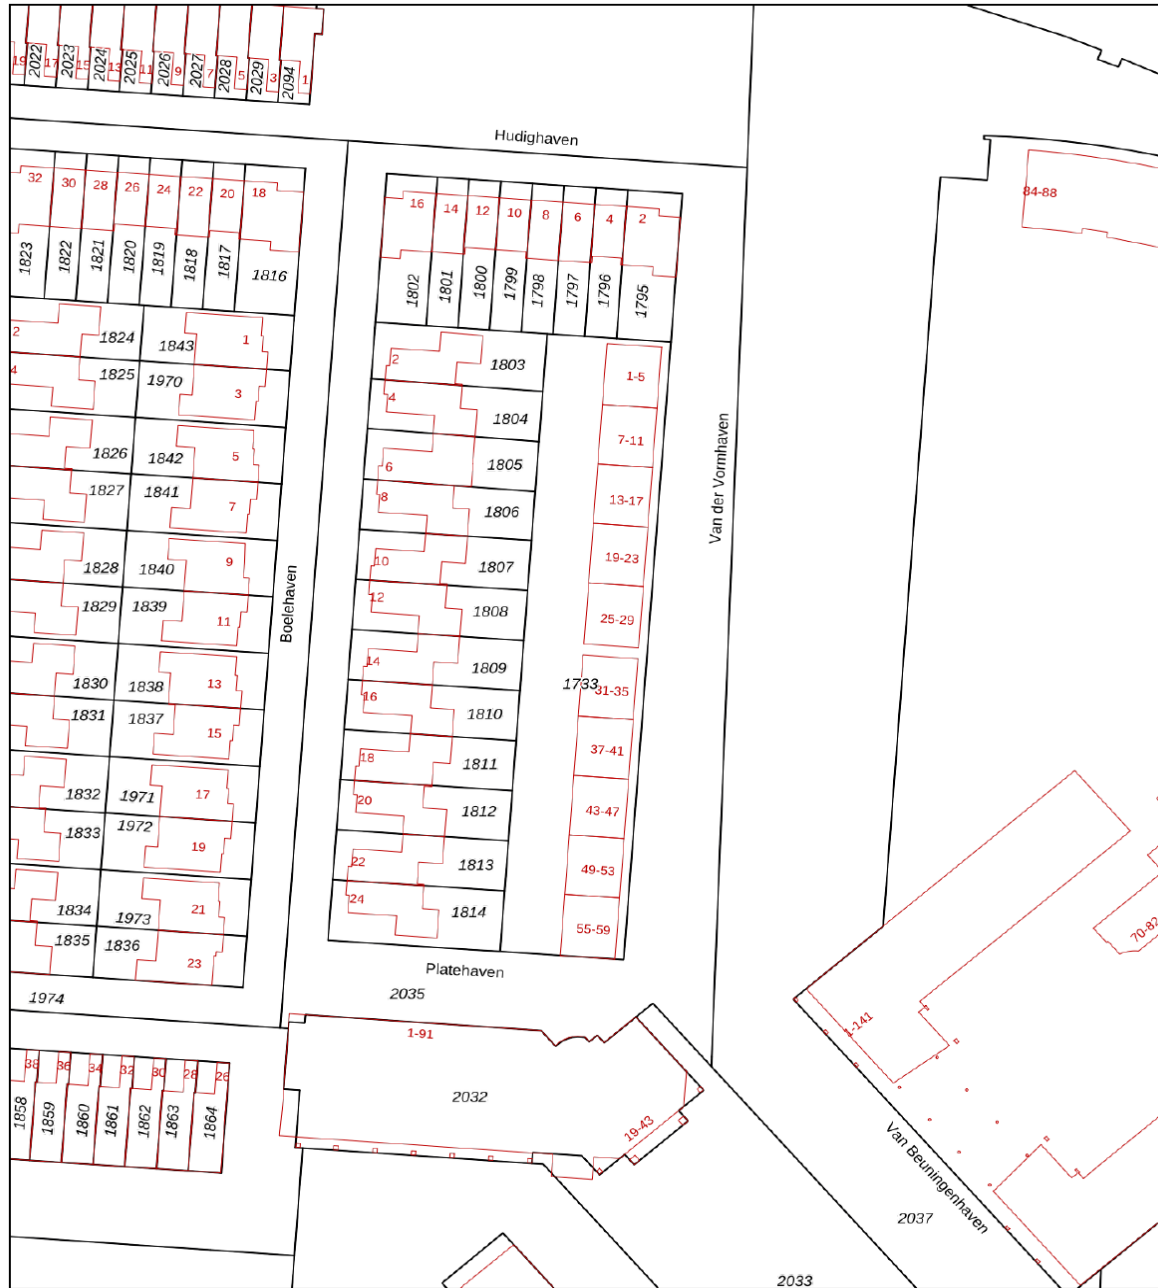 19 2022 17 2023 15 2024 13 2025 11 2026 9 2027 7 2028 5 2029 3 2094 1
Hudighaven
84-88
32 30 28 26 24 22 20 18
16 14 12 10 8 6 4 2
1823 1822 1821 1820 1819 1818 1817 1816
1802 1801 1800 1799 1798 1797 1796 1795
2 1824 1843 1
2 1803 1-5
4 1825 1970 3
4 1804
7-11
1826 1842 5
6 1805
1827 1841 7
8 1806 13-17
Van der Vormhaven
1828 1840 9
10 1807 19-23
1829 1839 11
12 1808 25-29
Boelehaven
1830 1838 13
14 1809
1733 31-35
1831 1837 15
16 1810
37-41
1832 1971 17
18 1811
1833 1972 19
20 1812 43-47
22 1813 49-53
1834 1973 21
24 1814 55-59
1835 1836 23
70-82
Platehaven
1974
2035
1-91
1-141
38 36 34 32 30 28 26
1858 1859 1860 1861 1862 1863 1864
2032
19-43
Van Beuningenhaven
2037
2033